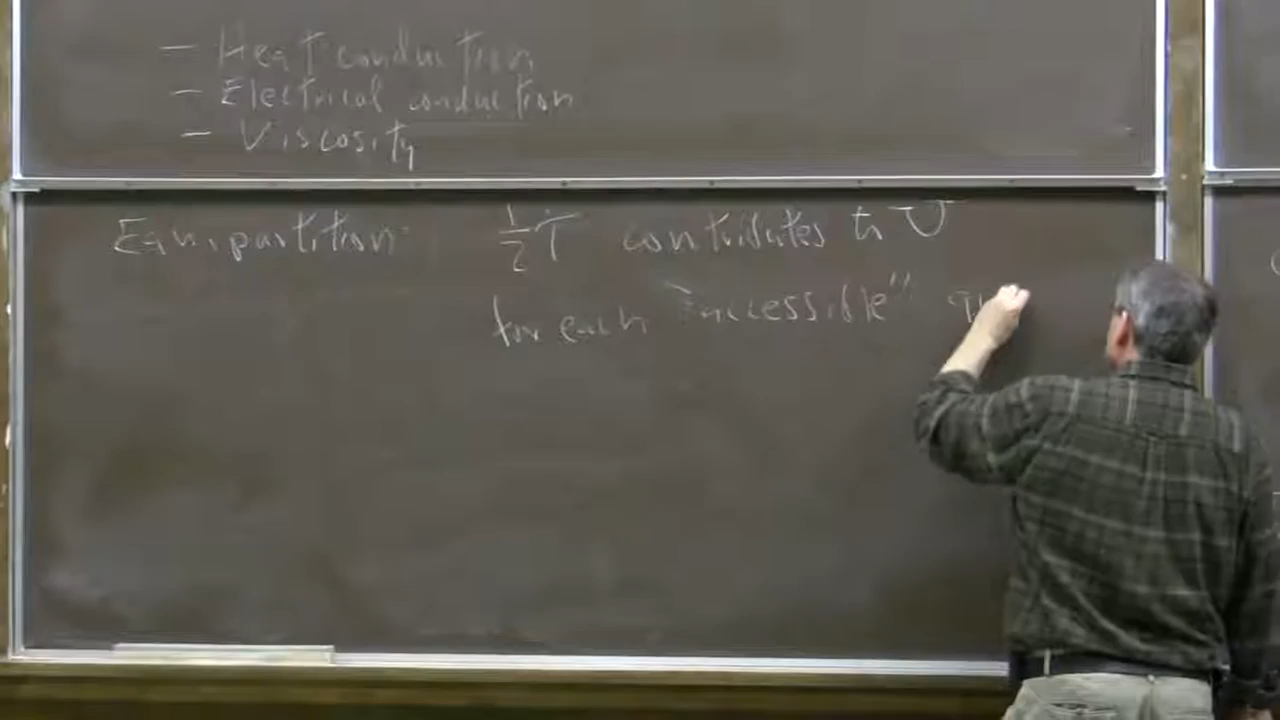 — Heat conduction
— Electrical conduction
— Viscosity
Equipartition: ½T contributes to U
for each "accessible"